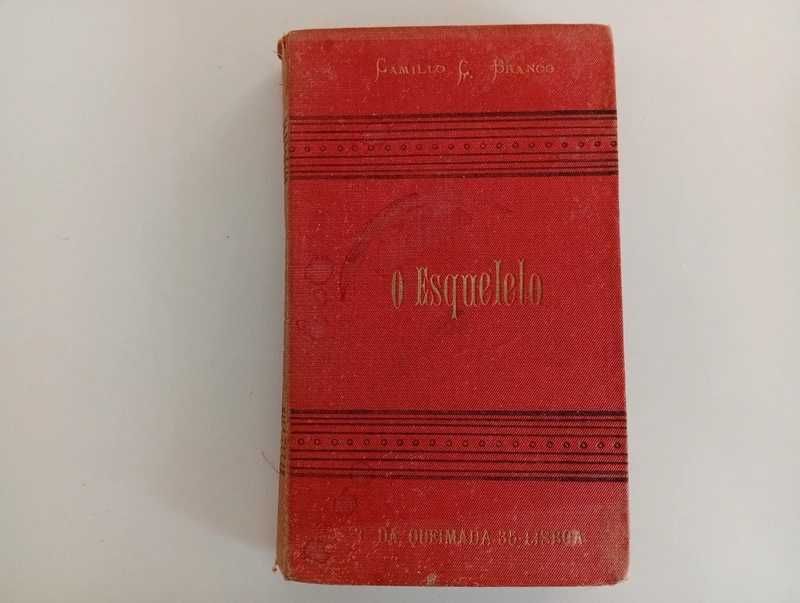 Camillo C. Branco
O Esqueleto
T. DA QUEIMADA. 35-LISBOA